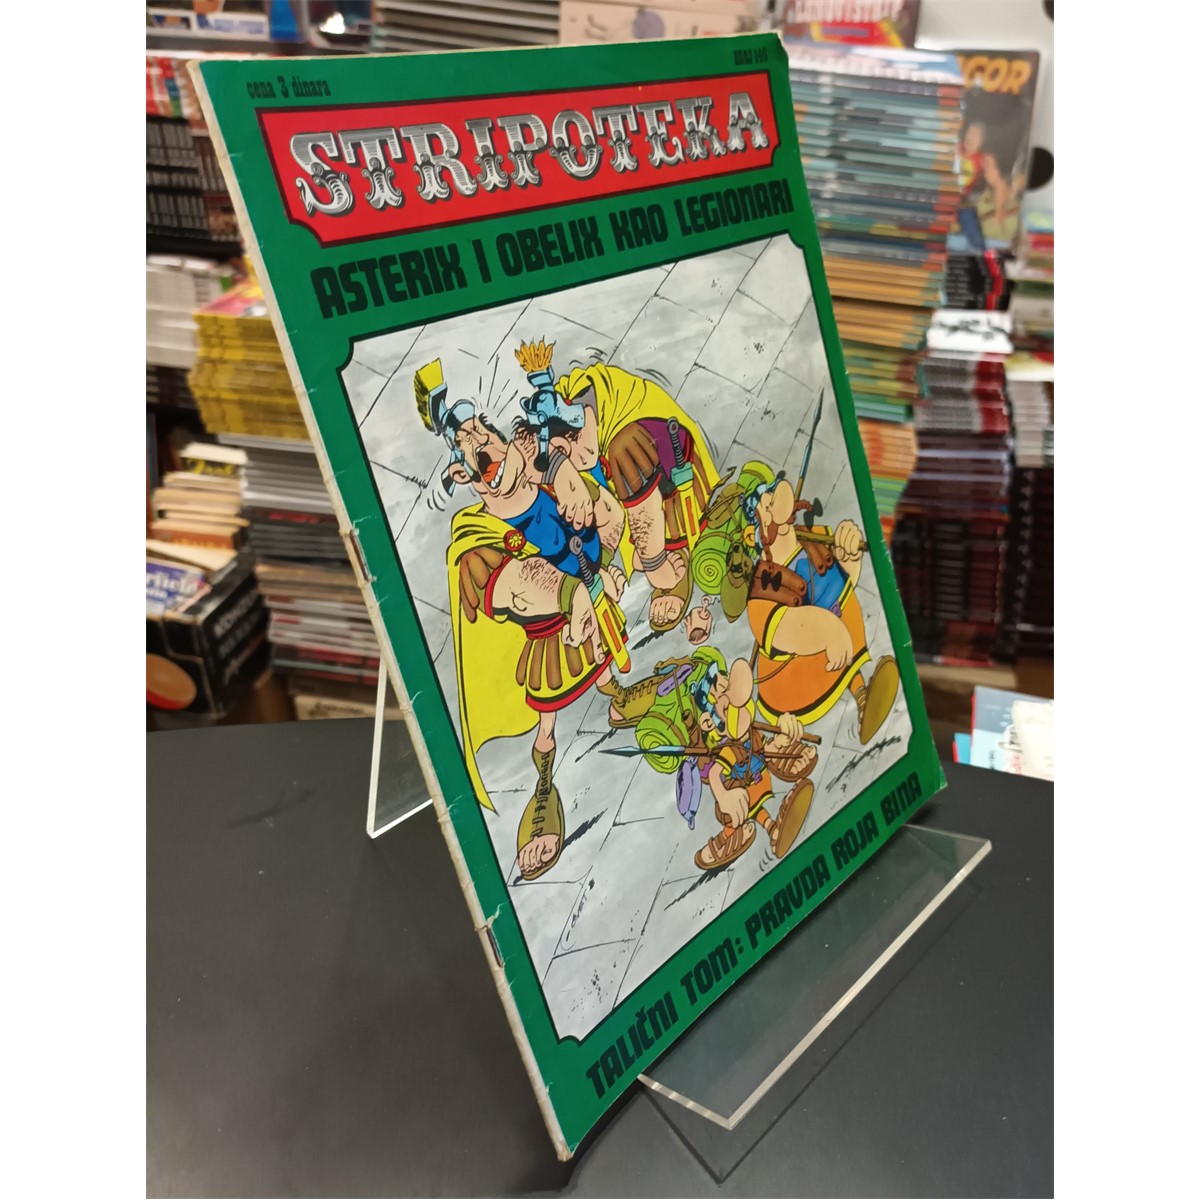 cena 3 dinara
STRIPOTEKA
ASTERIX I OBELIX KAO LEGIONARI
TALIČNI TOM: PRAVDA ROJA BINA